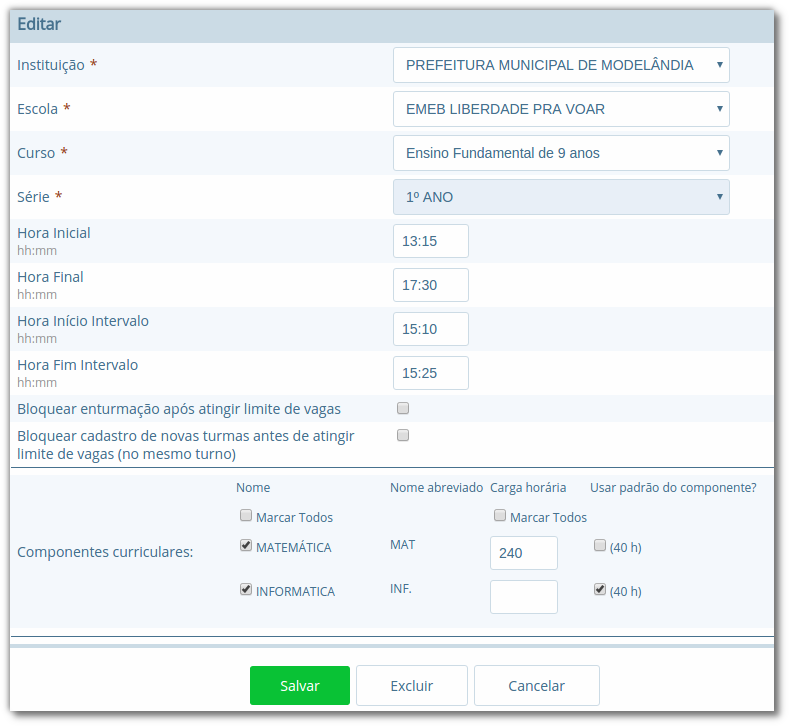 Editar
Instituição * PREFEITURA MUNICIPAL DE MODELÂNDIA
Escola * EMEB LIBERDADE PRA VOAR
Curso * Ensino Fundamental de 9 anos
Série * 1º ANO
Hora Inicial 13:15
hh:mm
Hora Final 17:30
hh:mm
Hora Início Intervalo 15:10
hh:mm
Hora Fim Intervalo 15:25
hh:mm
Bloquear enturmação após atingir limite de vagas
Bloquear cadastro de novas turmas antes de atingir
limite de vagas (no mesmo turno)
Nome Nome abreviado Carga horária Usar padrão do componente?
Marcar Todos Marcar Todos
Componentes curriculares:
MATEMÁTICA MAT 240 (40 h)
INFORMATICA INF. (40 h)
Salvar Excluir Cancelar